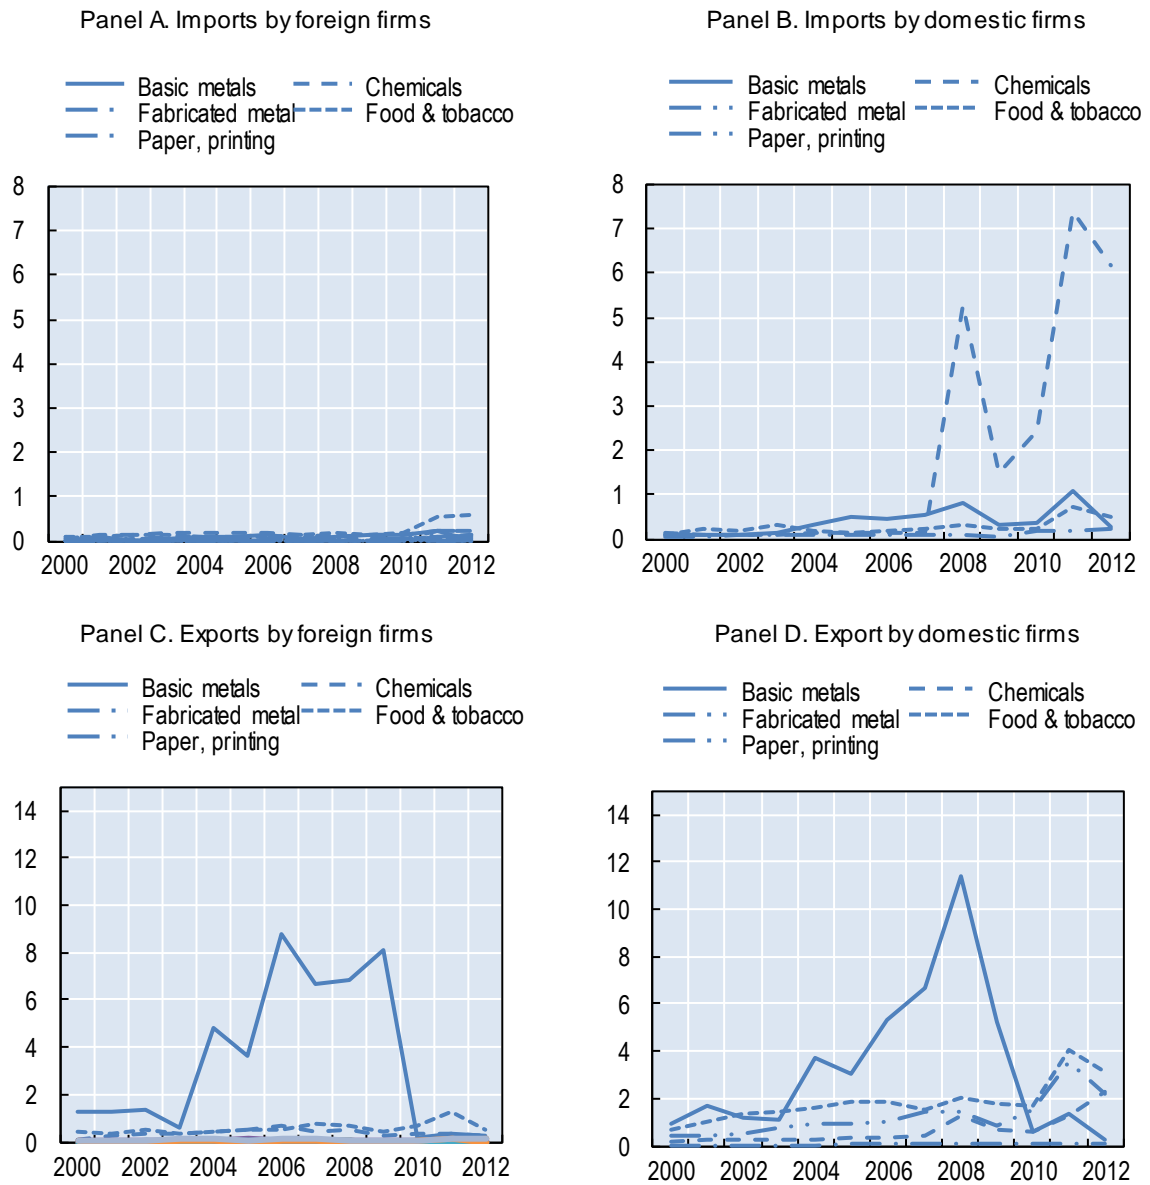 Panel A. Imports by foreign firms
Basic metals
Chemicals
Fabricated metal
Food & tobacco
Paper, printing
8
7
6
5
4
3
2
1
0
2000 2002 2004 2006 2008 2010 2012
Panel B. Imports by domestic firms
Basic metals
Chemicals
Fabricated metal
Food & tobacco
Paper, printing
8
7
6
5
4
3
2
1
0
2000 2002 2004 2006 2008 2010 2012
Panel C. Exports by foreign firms
Basic metals
Chemicals
Fabricated metal
Food & tobacco
Paper, printing
14
12
10
8
6
4
2
0
2000 2002 2004 2006 2008 2010 2012
Panel D. Export by domestic firms
Basic metals
Chemicals
Fabricated metal
Food & tobacco
Paper, printing
14
12
10
8
6
4
2
0
2000 2002 2004 2006 2008 2010 2012